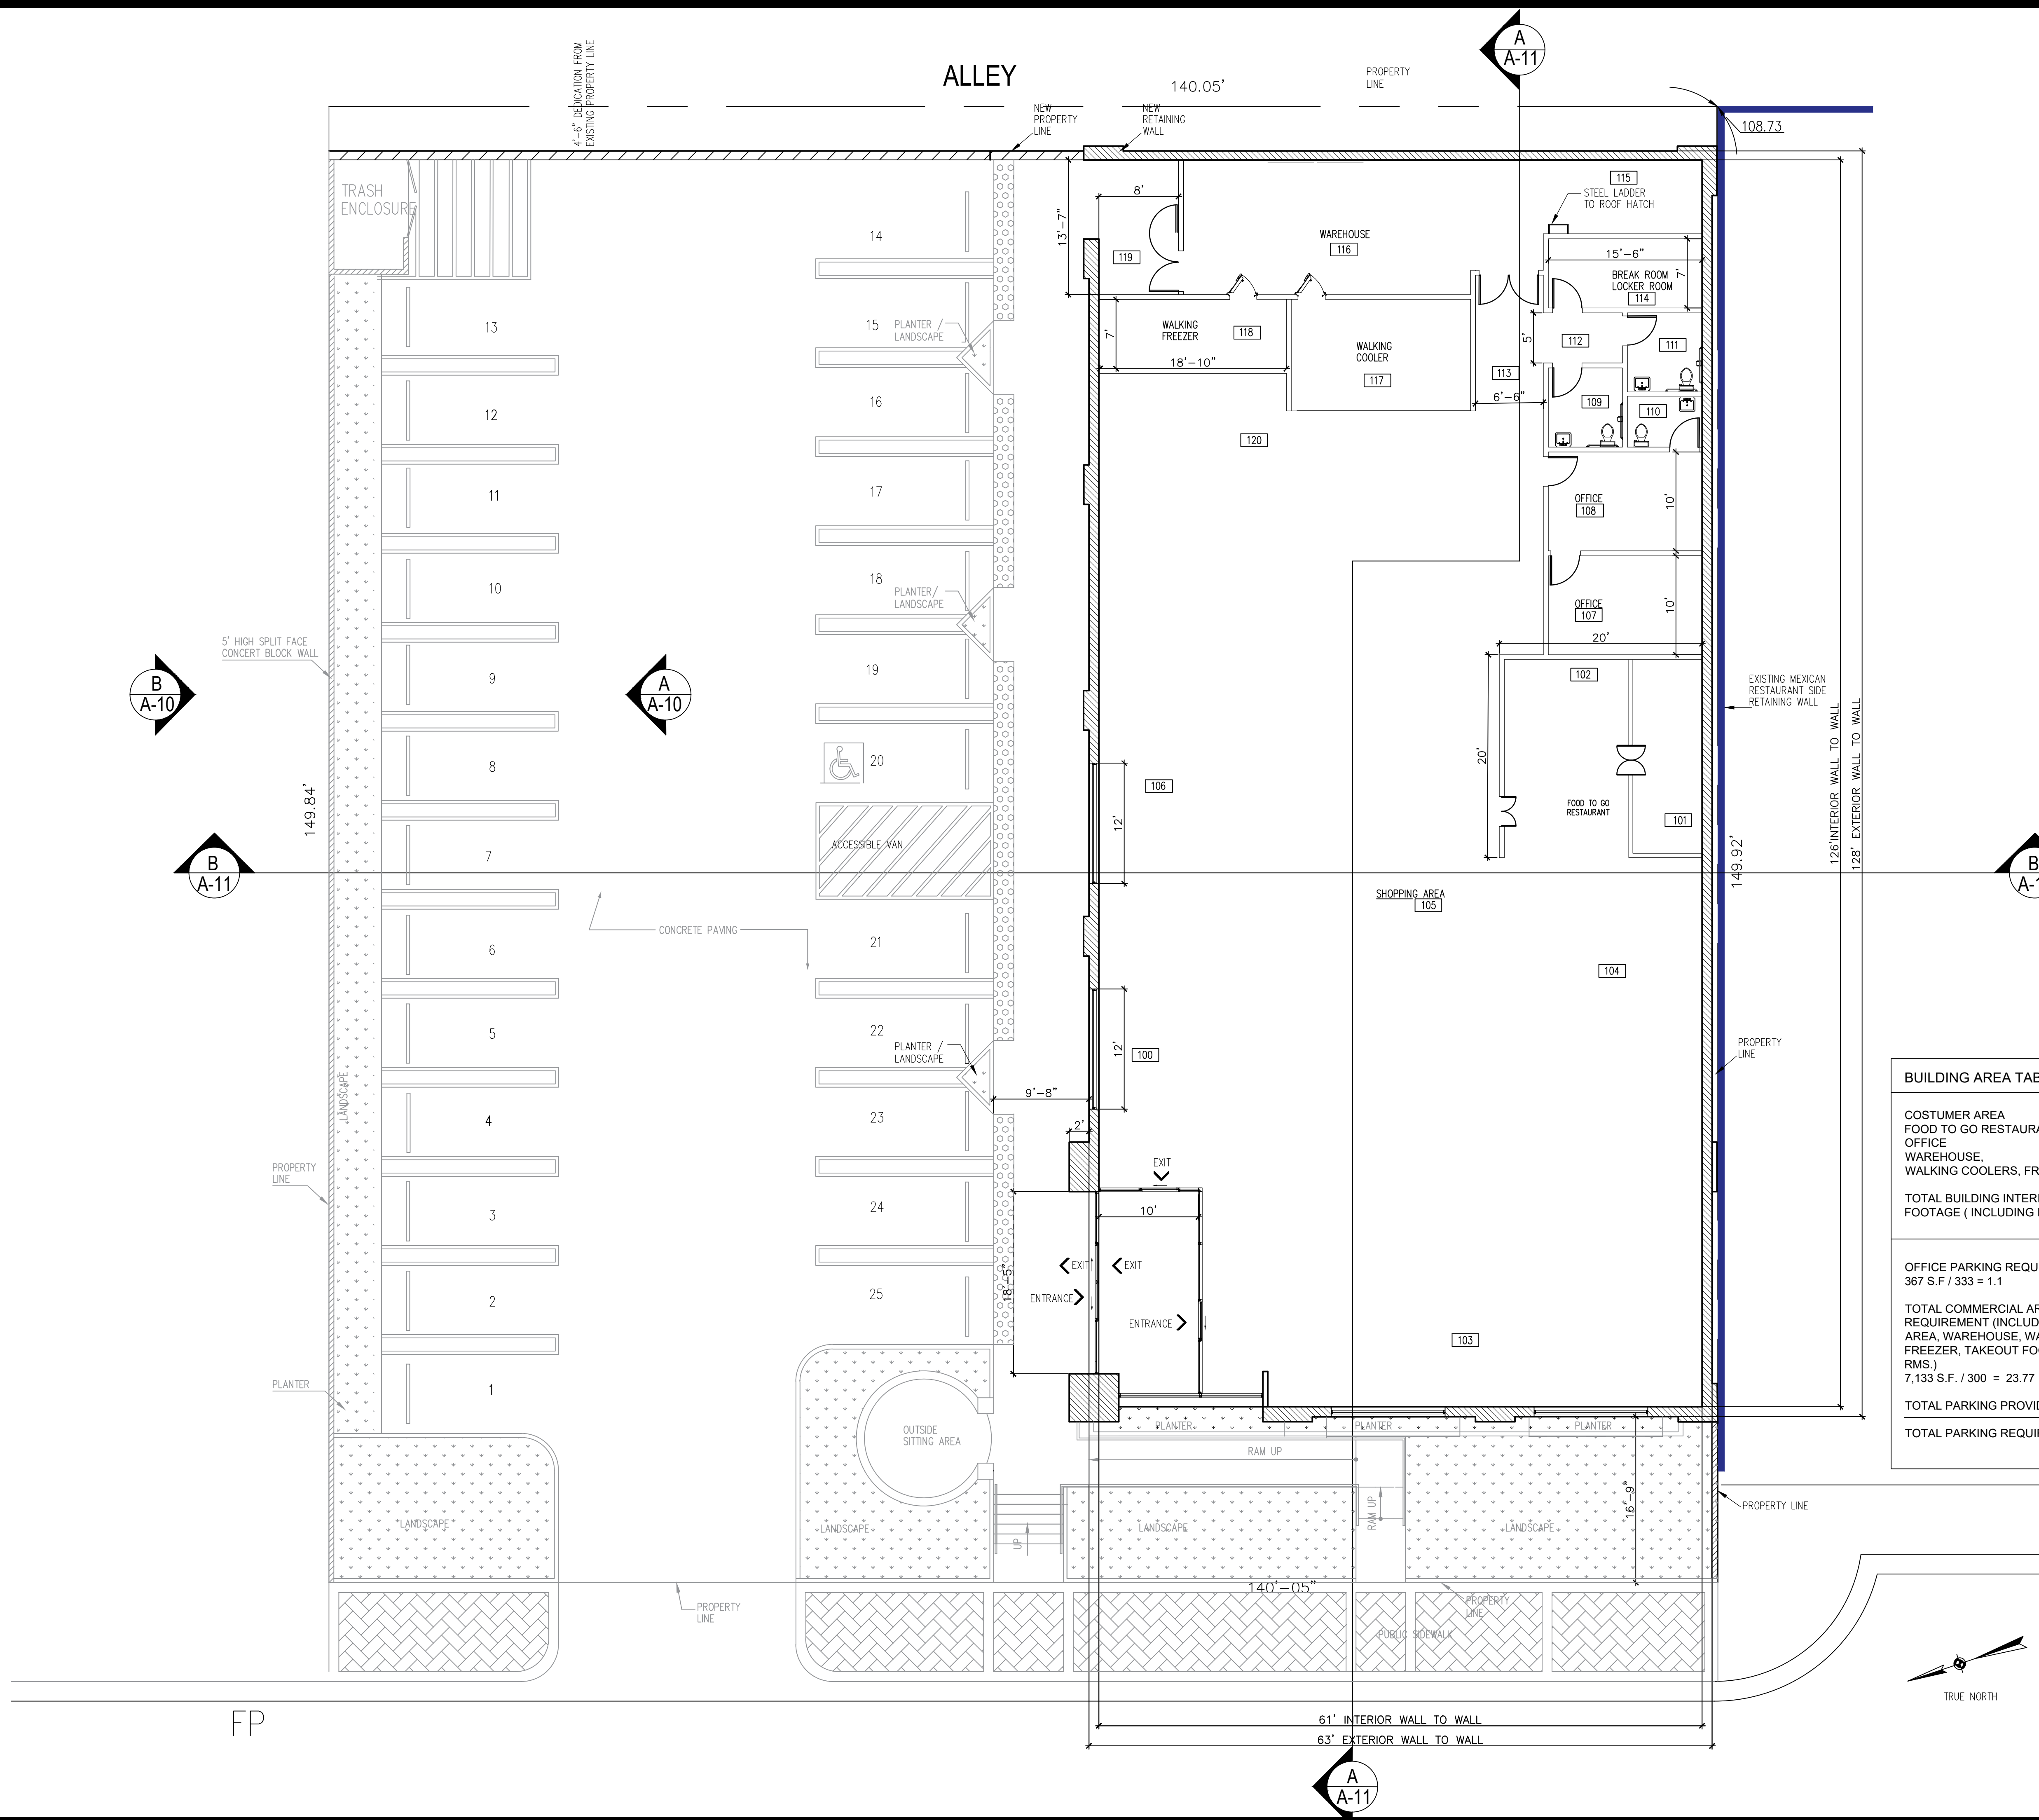 A
A-11
ALLEY
140.05'
PROPERTY
LINE
4'-6" DEDICATION FROM
EXISTING PROPERTY LINE
NEW
PROPERTY
LINE
NEW
RETAINING
WALL
108.73
TRASH
ENCLOSURE
8'
13'-7"
115
STEEL LADDER
TO ROOF HATCH
WAREHOUSE
116
119
15'-6"
7'
BREAK ROOM
LOCKER ROOM
114
14
13
15
PLANTER /
LANDSCAPE
WALKING
FREEZER
118
7'
18'-10"
WALKING
COOLER
117
5'
112
111
113
6'-6"
109
110
12
16
120
11
17
OFFICE
108
10'
10
18
PLANTER/
LANDSCAPE
OFFICE
107
10'
20'
5' HIGH SPLIT FACE
CONCERT BLOCK WALL
B
A-10
A
A-10
9
19
102
EXISTING MEXICAN
RESTAURANT SIDE
RETAINING WALL
126'INTERIOR WALL TO WALL
128' EXTERIOR WALL TO WALL
20'
8
20
106
149.84'
12'
FOOD TO GO
RESTAURANT
101
7
ACCESSIBLE VAN
149.92'
B
A-11
B
A-1
SHOPPING AREA
105
CONCRETE PAVING
6
21
104
5
22
PLANTER /
LANDSCAPE
12'
100
PROPERTY
LINE
LANDSCAPE
9'-8"
4
23
2'
PROPERTY
LINE
EXIT
3
24
10'
18'-5"
EXIT
EXIT
ENTRANCE
ENTRANCE
2
25
103
PLANTER
1
BUILDING AREA TAB
COSTUMER AREA
FOOD TO GO RESTAURA
OFFICE
WAREHOUSE,
WALKING COOLERS, FR
TOTAL BUILDING INTERI
FOOTAGE ( INCLUDING
OFFICE PARKING REQU
367 S.F / 333 = 1.1
TOTAL COMMERCIAL AR
REQUIREMENT (INCLUD
AREA, WAREHOUSE, WA
FREEZER, TAKEOUT FO
RMS.)
7,133 S.F. / 300 = 23.77
TOTAL PARKING PROVID
TOTAL PARKING REQUI
OUTSIDE
SITTING AREA
PLANTER
PLANTER
PLANTER
RAM UP
RAM UP
16'-9"
PROPERTY LINE
LANDSCAPE
LANDSCAPE
UP
LANDSCAPE
LANDSCAPE
140'-05"
PROPERTY
LINE
PROPERTY
LINE
PUBLIC SIDEWALK
TRUE NORTH
FP
61' INTERIOR WALL TO WALL
63' EXTERIOR WALL TO WALL
A
A-11